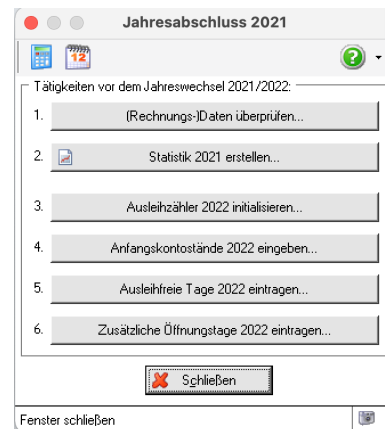 Jahresabschluss 2021
12
Tätigkeiten vor dem Jahreswechsel 2021/2022:
1. (Rechnungs-)Daten überprüfen...
2. Statistik 2021 erstellen...
3. Ausleihzähler 2022 initialisieren...
4. Anfangskontostände 2022 eingeben...
5. Ausleihfreie Tage 2022 eintragen...
6. Zusätzliche Öffnungstage 2022 eintragen...
Schließen
Fenster schließen